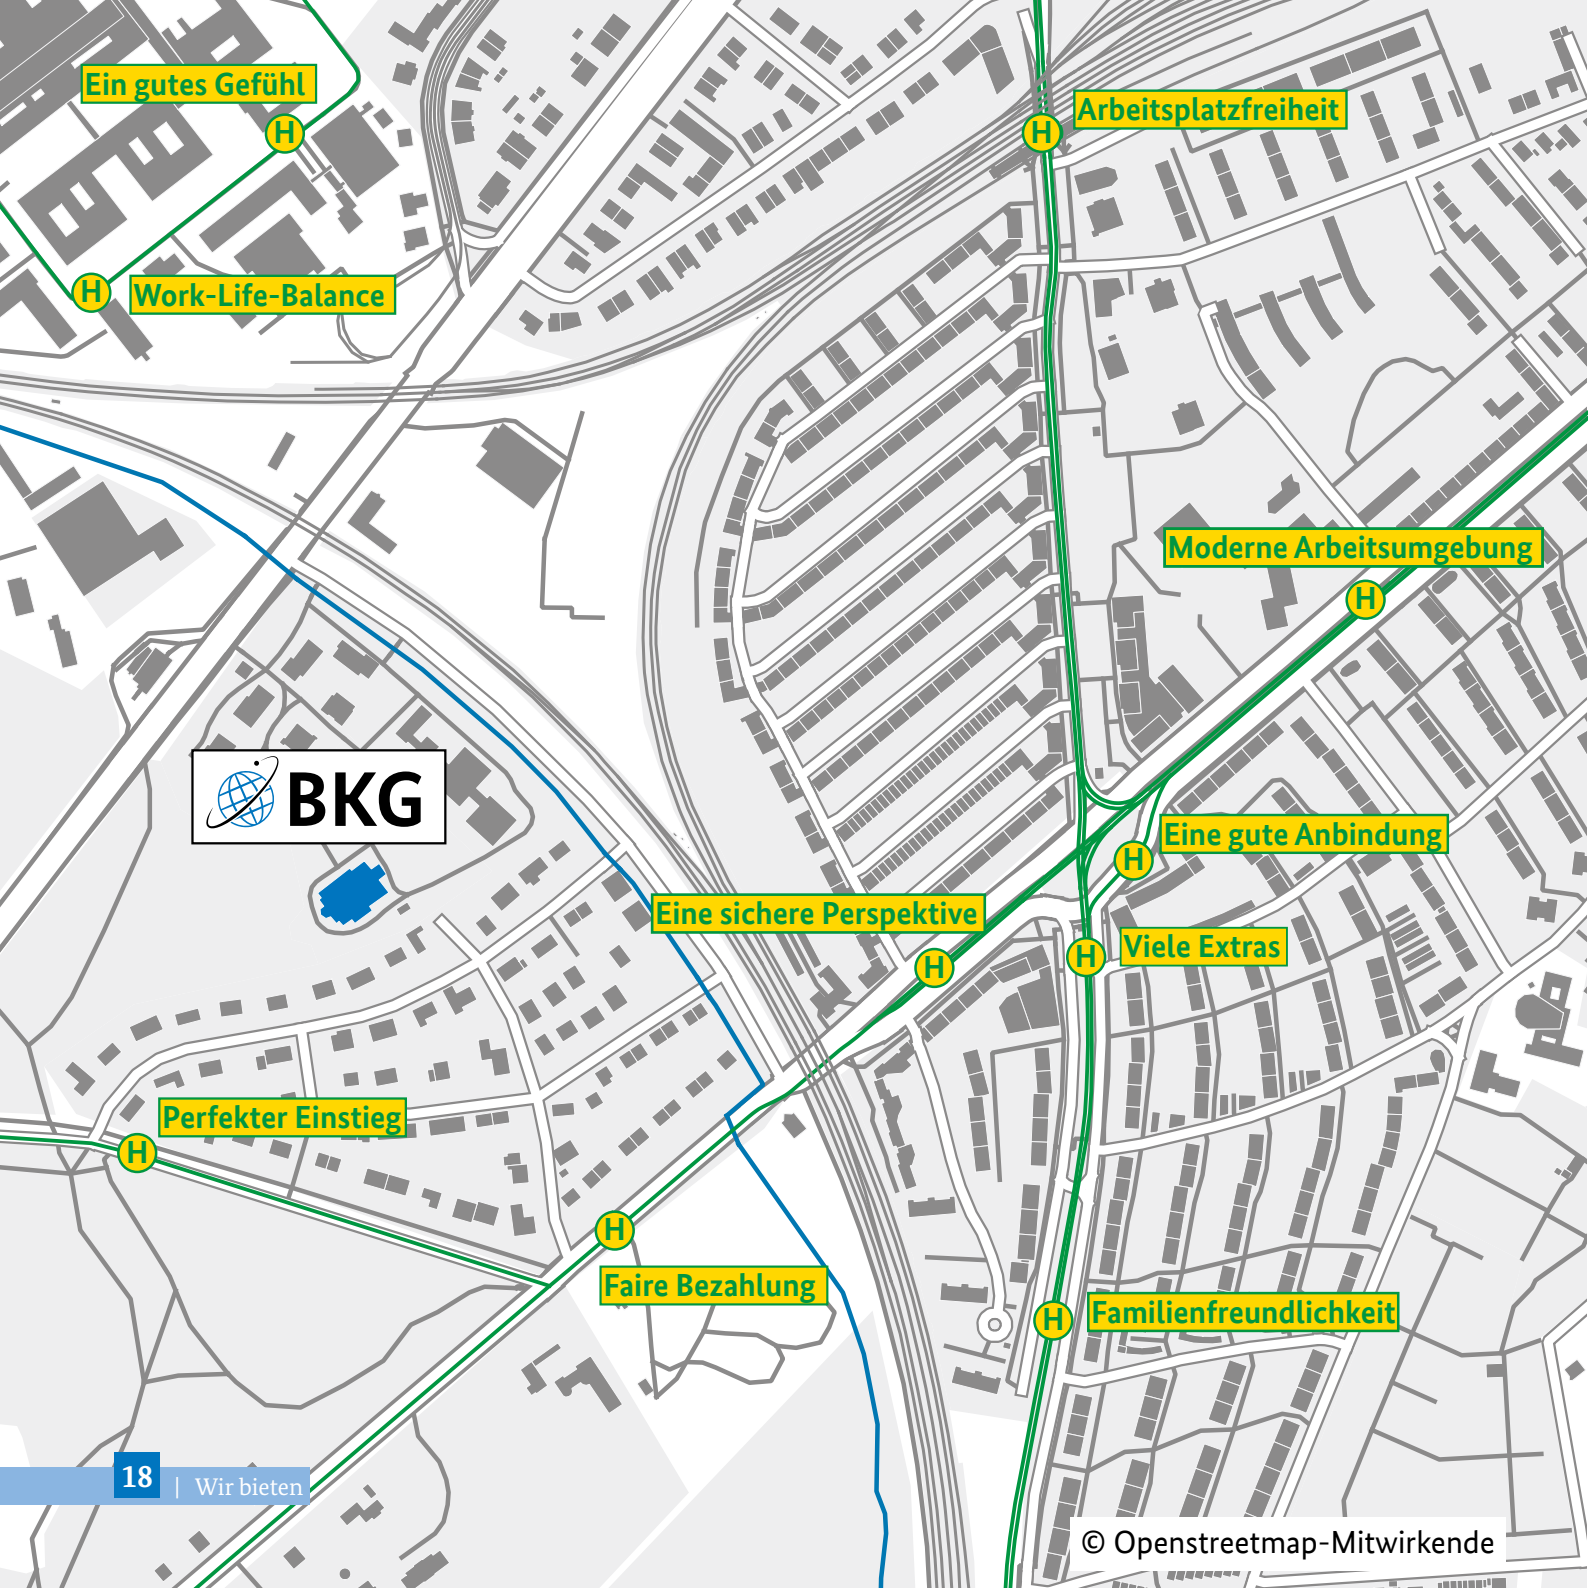 Ein gutes Gefühl
H
Arbeitsplatzfreiheit
H
H
Work-Life-Balance
Moderne Arbeitsumgebung
H
BKG
Eine gute Anbindung
H
Eine sichere Perspektive
H
Viele Extras
H
Perfekter Einstieg
H
H
Faire Bezahlung
Familienfreundlichkeit
H
18 | Wir bieten
© Openstreetmap-Mitwirkende